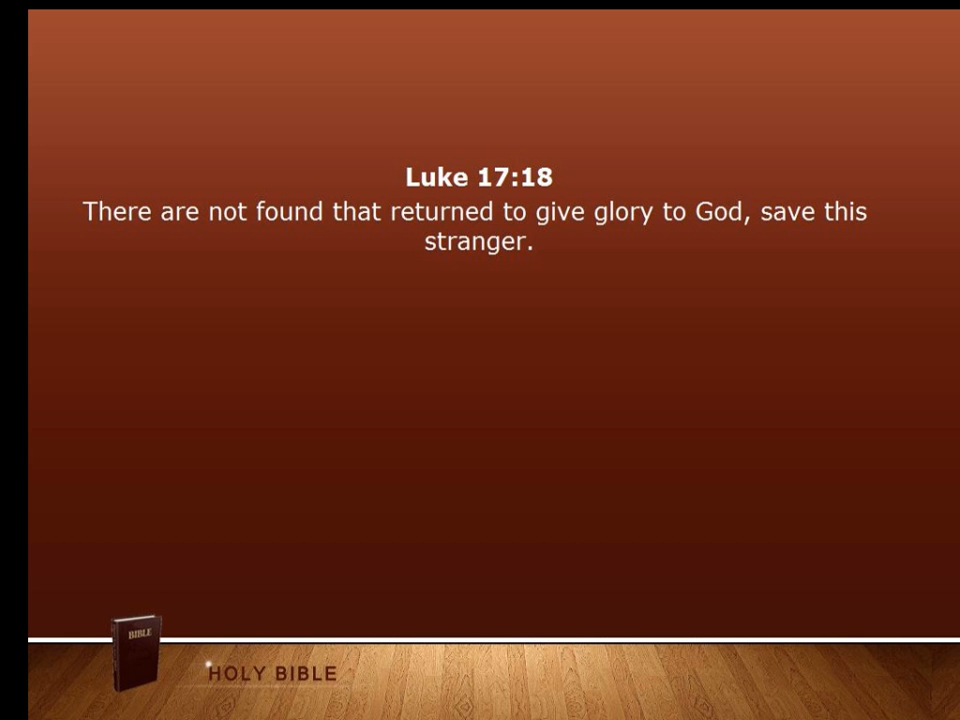 Luke 17:18
There are not found that returned to give glory to God, save this
stranger.
BIBLE
HOLY BIBLE